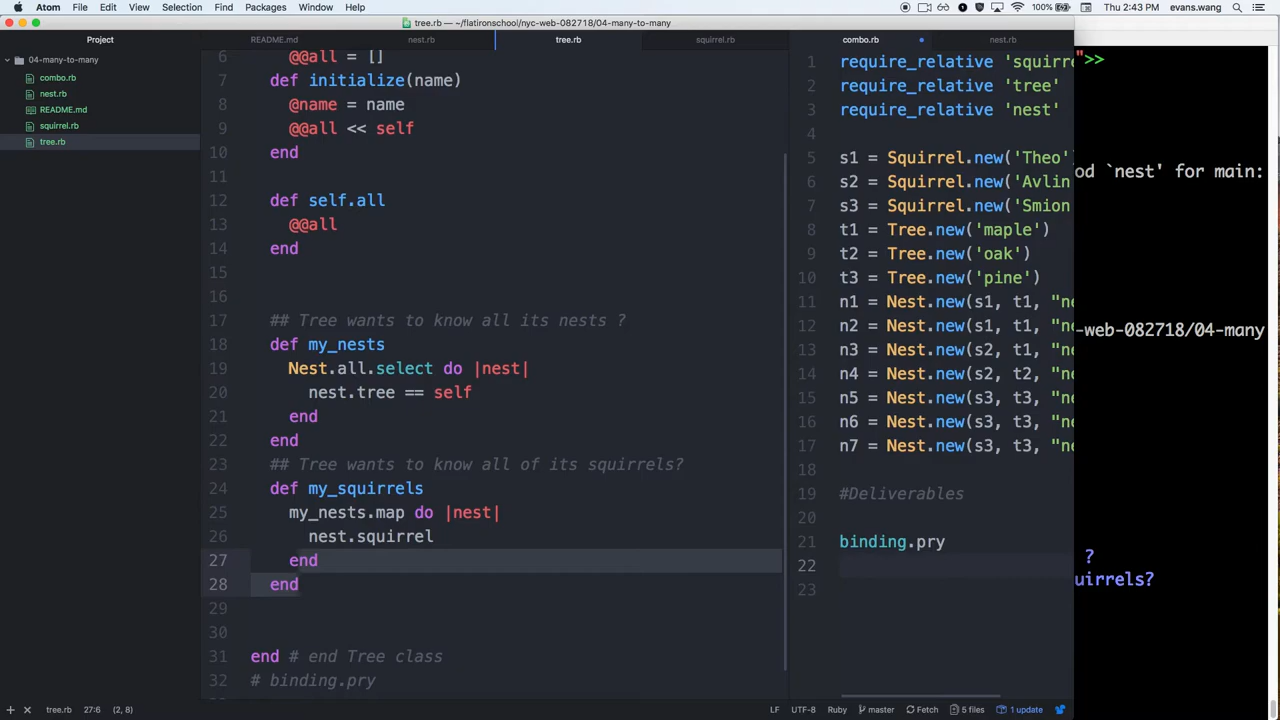 Atom File Edit View Selection Find Packages Window Help 100% Thu 2:43 PM evans.wang
tree.rb — ~/flatironschool/nyc-web-082718/04-many-to-many
Project
04-many-to-many
combo.rb
nest.rb
README.md
squirrel.rb
tree.rb
README.md nest.rb tree.rb squirrel.rb
6 @@all = []
7 def initialize(name)
8 @name = name
9 @@all << self
10 end
11
12 def self.all
13 @@all
14 end
15
16
17 ## Tree wants to know all its nests ?
18 def my_nests
19 Nest.all.select do |nest|
20 nest.tree == self
21 end
22 end
23 ## Tree wants to know all of its squirrels?
24 def my_squirrels
25 my_nests.map do |nest|
26 nest.squirrel
27 end
28 end
29
30
31 end # end Tree class
32 # binding.pry
combo.rb nest.rb
1 require_relative 'squirre
2 require_relative 'tree'
3 require_relative 'nest'
4
5 s1 = Squirrel.new('Theo'
6 s2 = Squirrel.new('Avlin
7 s3 = Squirrel.new('Smion
8 t1 = Tree.new('maple')
9 t2 = Tree.new('oak')
10 t3 = Tree.new('pine')
11 n1 = Nest.new(s1, t1, "ne
12 n2 = Nest.new(s1, t1, "ne
13 n3 = Nest.new(s2, t1, "ne
14 n4 = Nest.new(s2, t2, "ne
15 n5 = Nest.new(s3, t3, "ne
16 n6 = Nest.new(s3, t3, "ne
17 n7 = Nest.new(s3, t3, "ne
18
19 #Deliverables
20
21 binding.pry
22
23
">>
od `nest' for main:
-web-082718/04-many
?
uirrels?
tree.rb 27:6 (2, 8) LF UTF-8 Ruby master Fetch 5 files 1 update